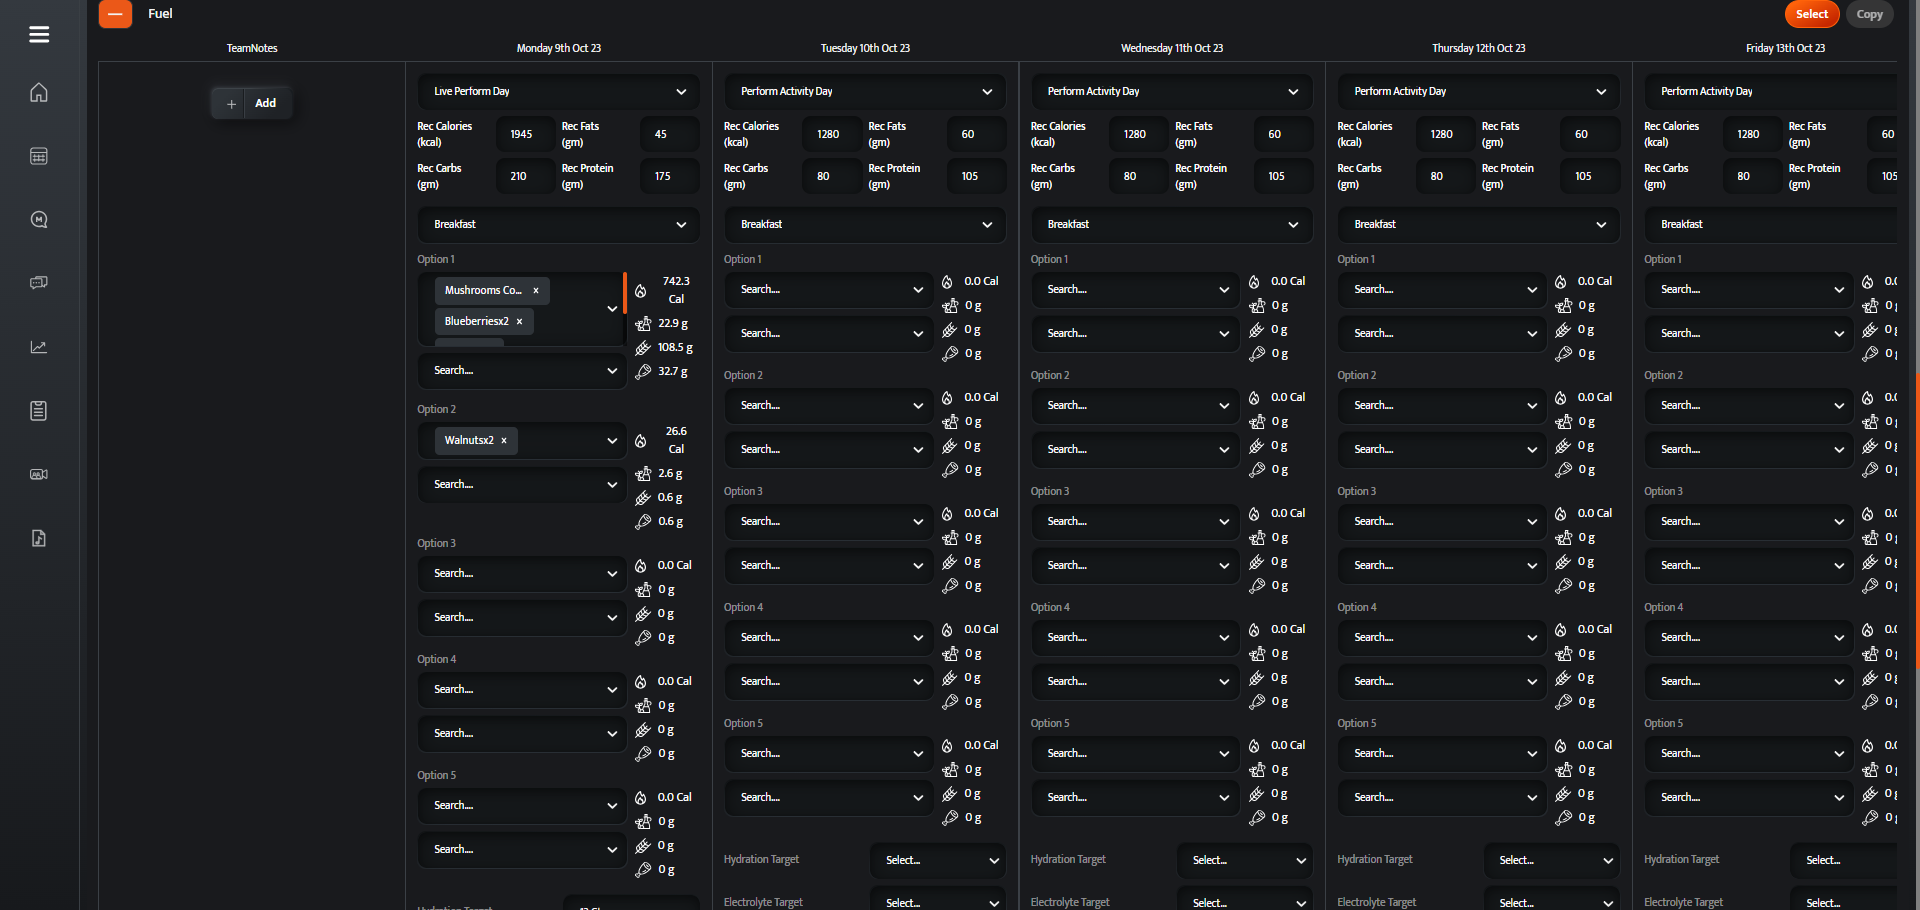 Fuel
Select
Copy
TeamNotes
Monday 9th Oct 23
Tuesday 10th Oct 23
Wednesday 11th Oct 23
Thursday 12th Oct 23
Friday 13th Oct 23
Add
Live Perform Day
Rec Calories (kcal) 1945 Rec Fats (gm) 45
Rec Carbs (gm) 210 Rec Protein (gm) 175
Breakfast
Option 1
Mushrooms Co... ×
Blueberriesx2 ×
Search....
742.3 Cal
22.9 g
108.5 g
32.7 g
Option 2
Walnutsx2 ×
Search....
26.6 Cal
2.6 g
0.6 g
0.6 g
Option 3
Search....
Search....
0.0 Cal
0 g
0 g
0 g
Option 4
Search....
Search....
0.0 Cal
0 g
0 g
0 g
Option 5
Search....
Search....
0.0 Cal
0 g
0 g
0 g
Perform Activity Day
Rec Calories (kcal) 1280 Rec Fats (gm) 60
Rec Carbs (gm) 80 Rec Protein (gm) 105
Breakfast
Option 1
Search....
Search....
0.0 Cal
0 g
0 g
0 g
Option 2
Search....
Search....
0.0 Cal
0 g
0 g
0 g
Option 3
Search....
Search....
0.0 Cal
0 g
0 g
0 g
Option 4
Search....
Search....
0.0 Cal
0 g
0 g
0 g
Option 5
Search....
Search....
0.0 Cal
0 g
0 g
0 g
Hydration Target Select...
Electrolyte Target Select...
Perform Activity Day
Rec Calories (kcal) 1280 Rec Fats (gm) 60
Rec Carbs (gm) 80 Rec Protein (gm) 105
Breakfast
Option 1
Search....
Search....
0.0 Cal
0 g
0 g
0 g
Option 2
Search....
Search....
0.0 Cal
0 g
0 g
0 g
Option 3
Search....
Search....
0.0 Cal
0 g
0 g
0 g
Option 4
Search....
Search....
0.0 Cal
0 g
0 g
0 g
Option 5
Search....
Search....
0.0 Cal
0 g
0 g
0 g
Hydration Target Select...
Electrolyte Target Select...
Perform Activity Day
Rec Calories (kcal) 1280 Rec Fats (gm) 60
Rec Carbs (gm) 80 Rec Protein (gm) 105
Breakfast
Option 1
Search....
Search....
0.0 Cal
0 g
0 g
0 g
Option 2
Search....
Search....
0.0 Cal
0 g
0 g
0 g
Option 3
Search....
Search....
0.0 Cal
0 g
0 g
0 g
Option 4
Search....
Search....
0.0 Cal
0 g
0 g
0 g
Option 5
Search....
Search....
0.0 Cal
0 g
0 g
0 g
Hydration Target Select...
Electrolyte Target Select...
Perform Activity Day
Rec Calories (kcal) 1280 Rec Fats (gm) 60
Rec Carbs (gm) 80 Rec Protein (gm) 105
Breakfast
Option 1
Search....
Search....
0
0
0
Option 2
Search....
Search....
0
0
0
Option 3
Search....
Search....
0
0
0
Option 4
Search....
Search....
0
0
0
Option 5
Search....
Search....
0
0
0
Hydration Target Select...
Electrolyte Target Select...